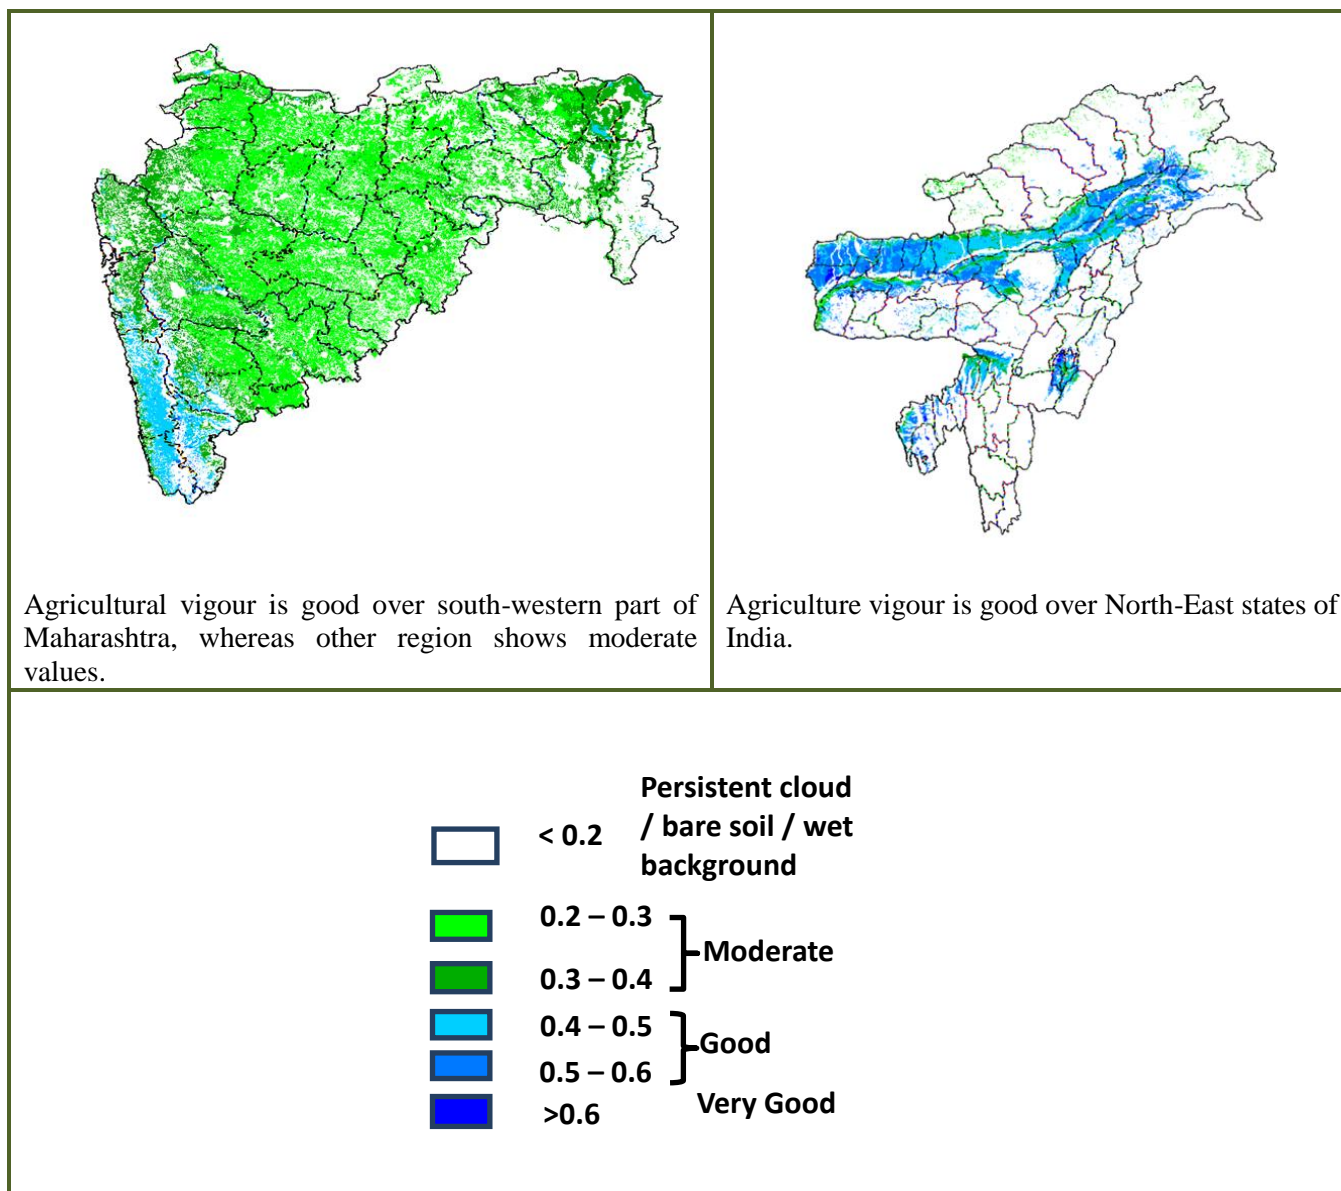 Agricultural vigour is good over south-western part of
Maharashtra, whereas other region shows moderate
values.
Agriculture vigour is good over North-East states of
India.
< 0.2 Persistent cloud
/ bare soil / wet
background
0.2 – 0.3
Moderate
0.3 – 0.4
0.4 – 0.5
Good
0.5 – 0.6
>0.6 Very Good